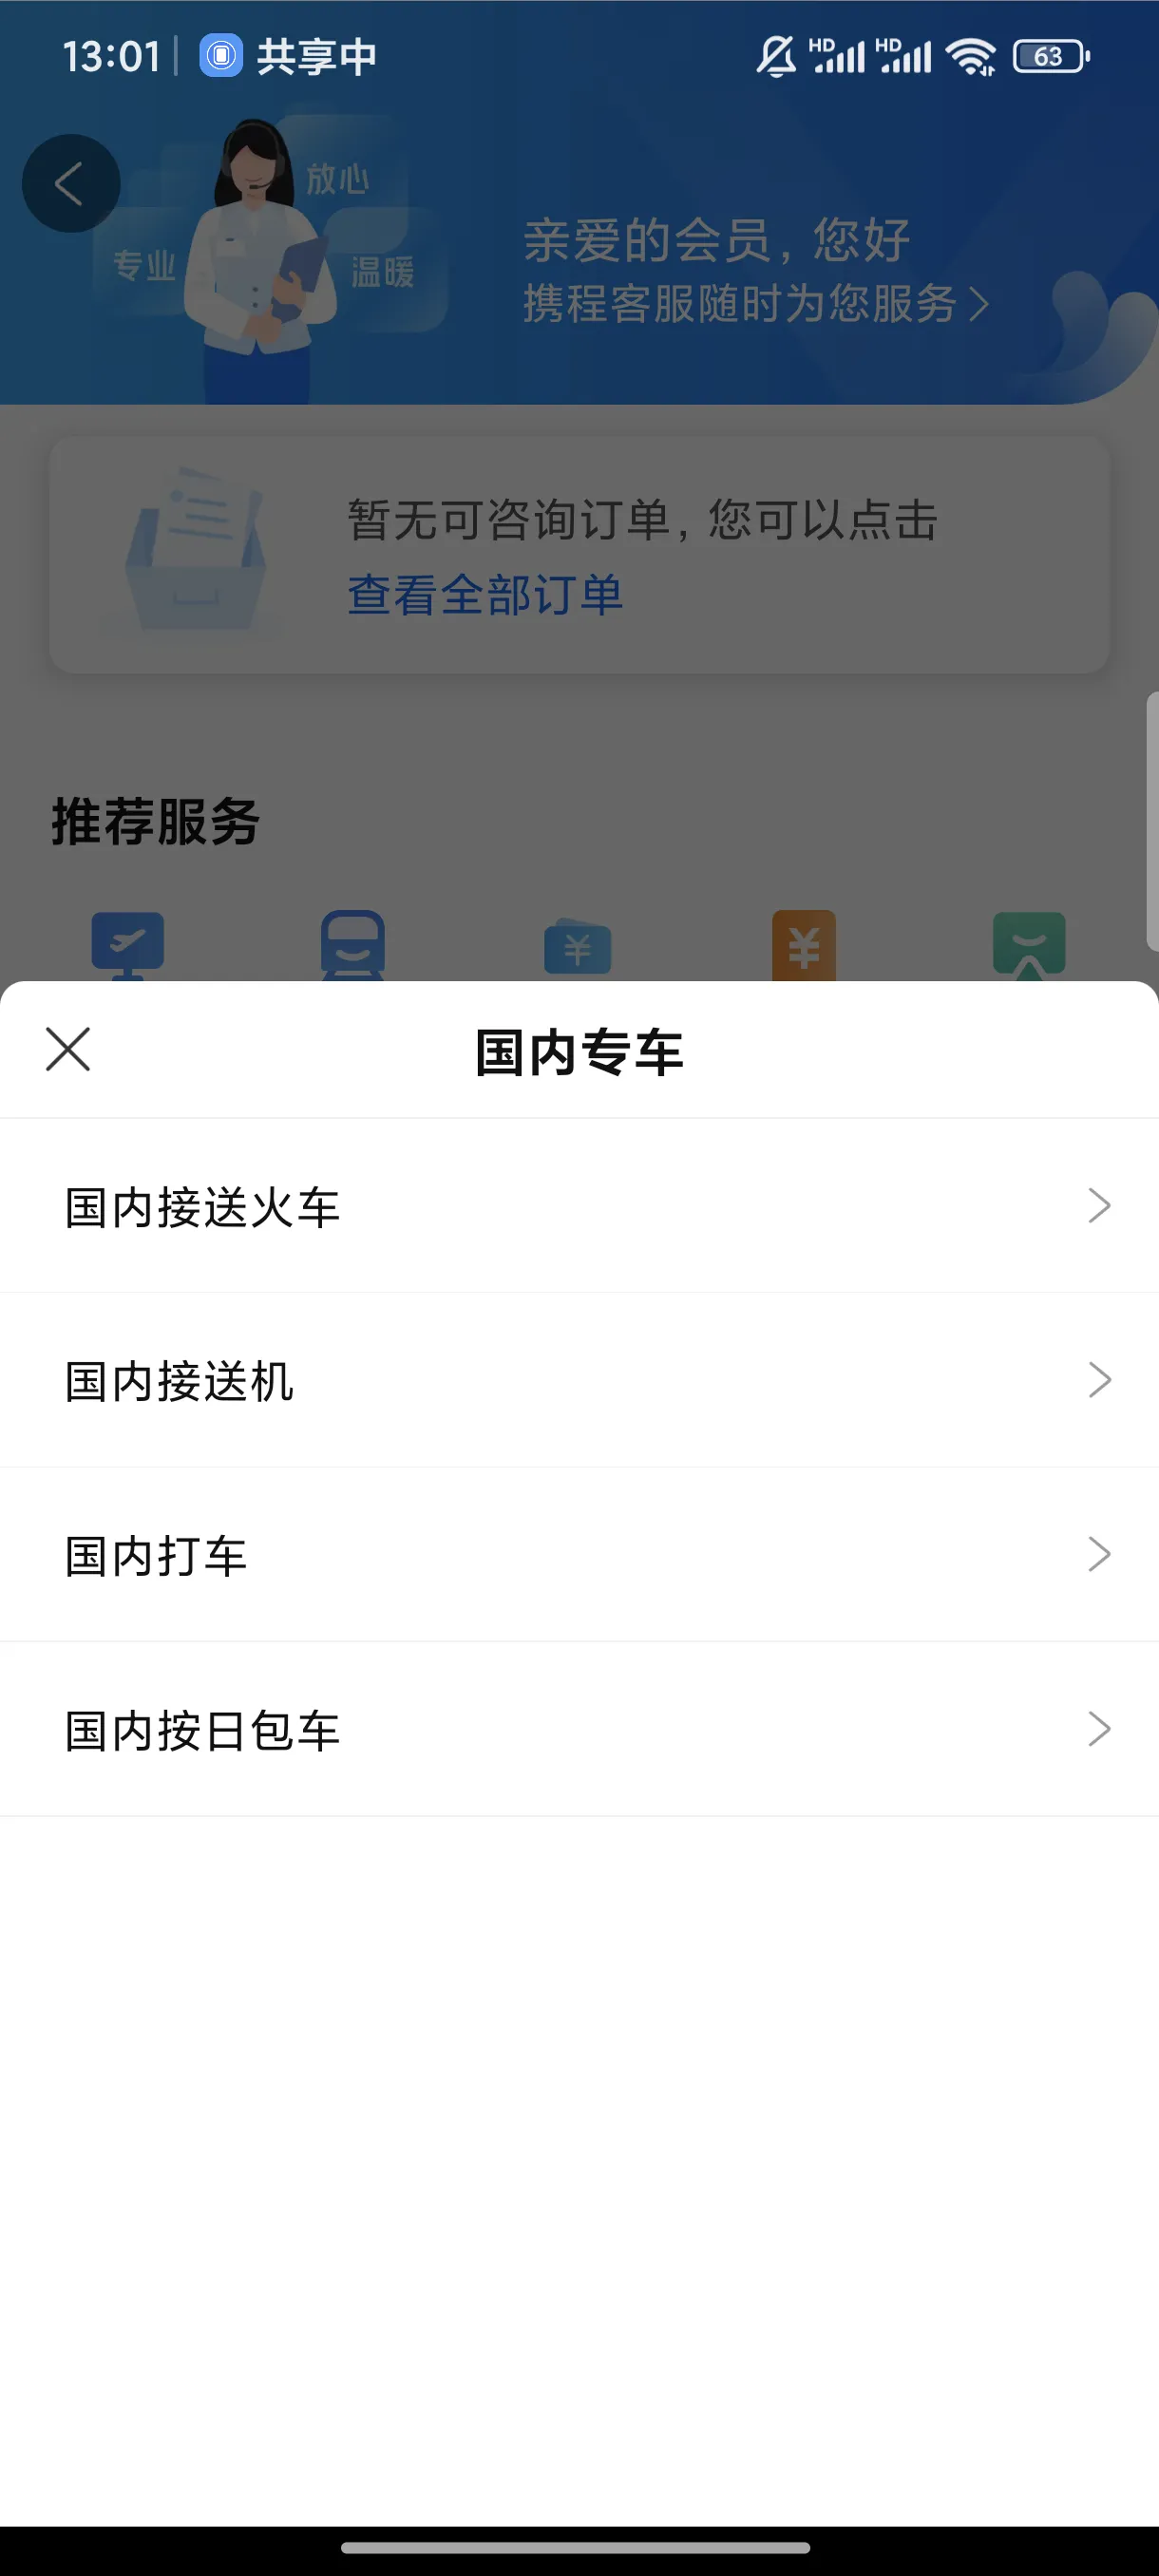 13:01 共享中 HD HD 63
放心
专业
温暖
亲爱的会员，您好
携程客服随时为您服务
暂无可咨询订单，您可以点击
查看全部订单
推荐服务
国内专车
国内接送火车
国内接送机
国内打车
国内按日包车